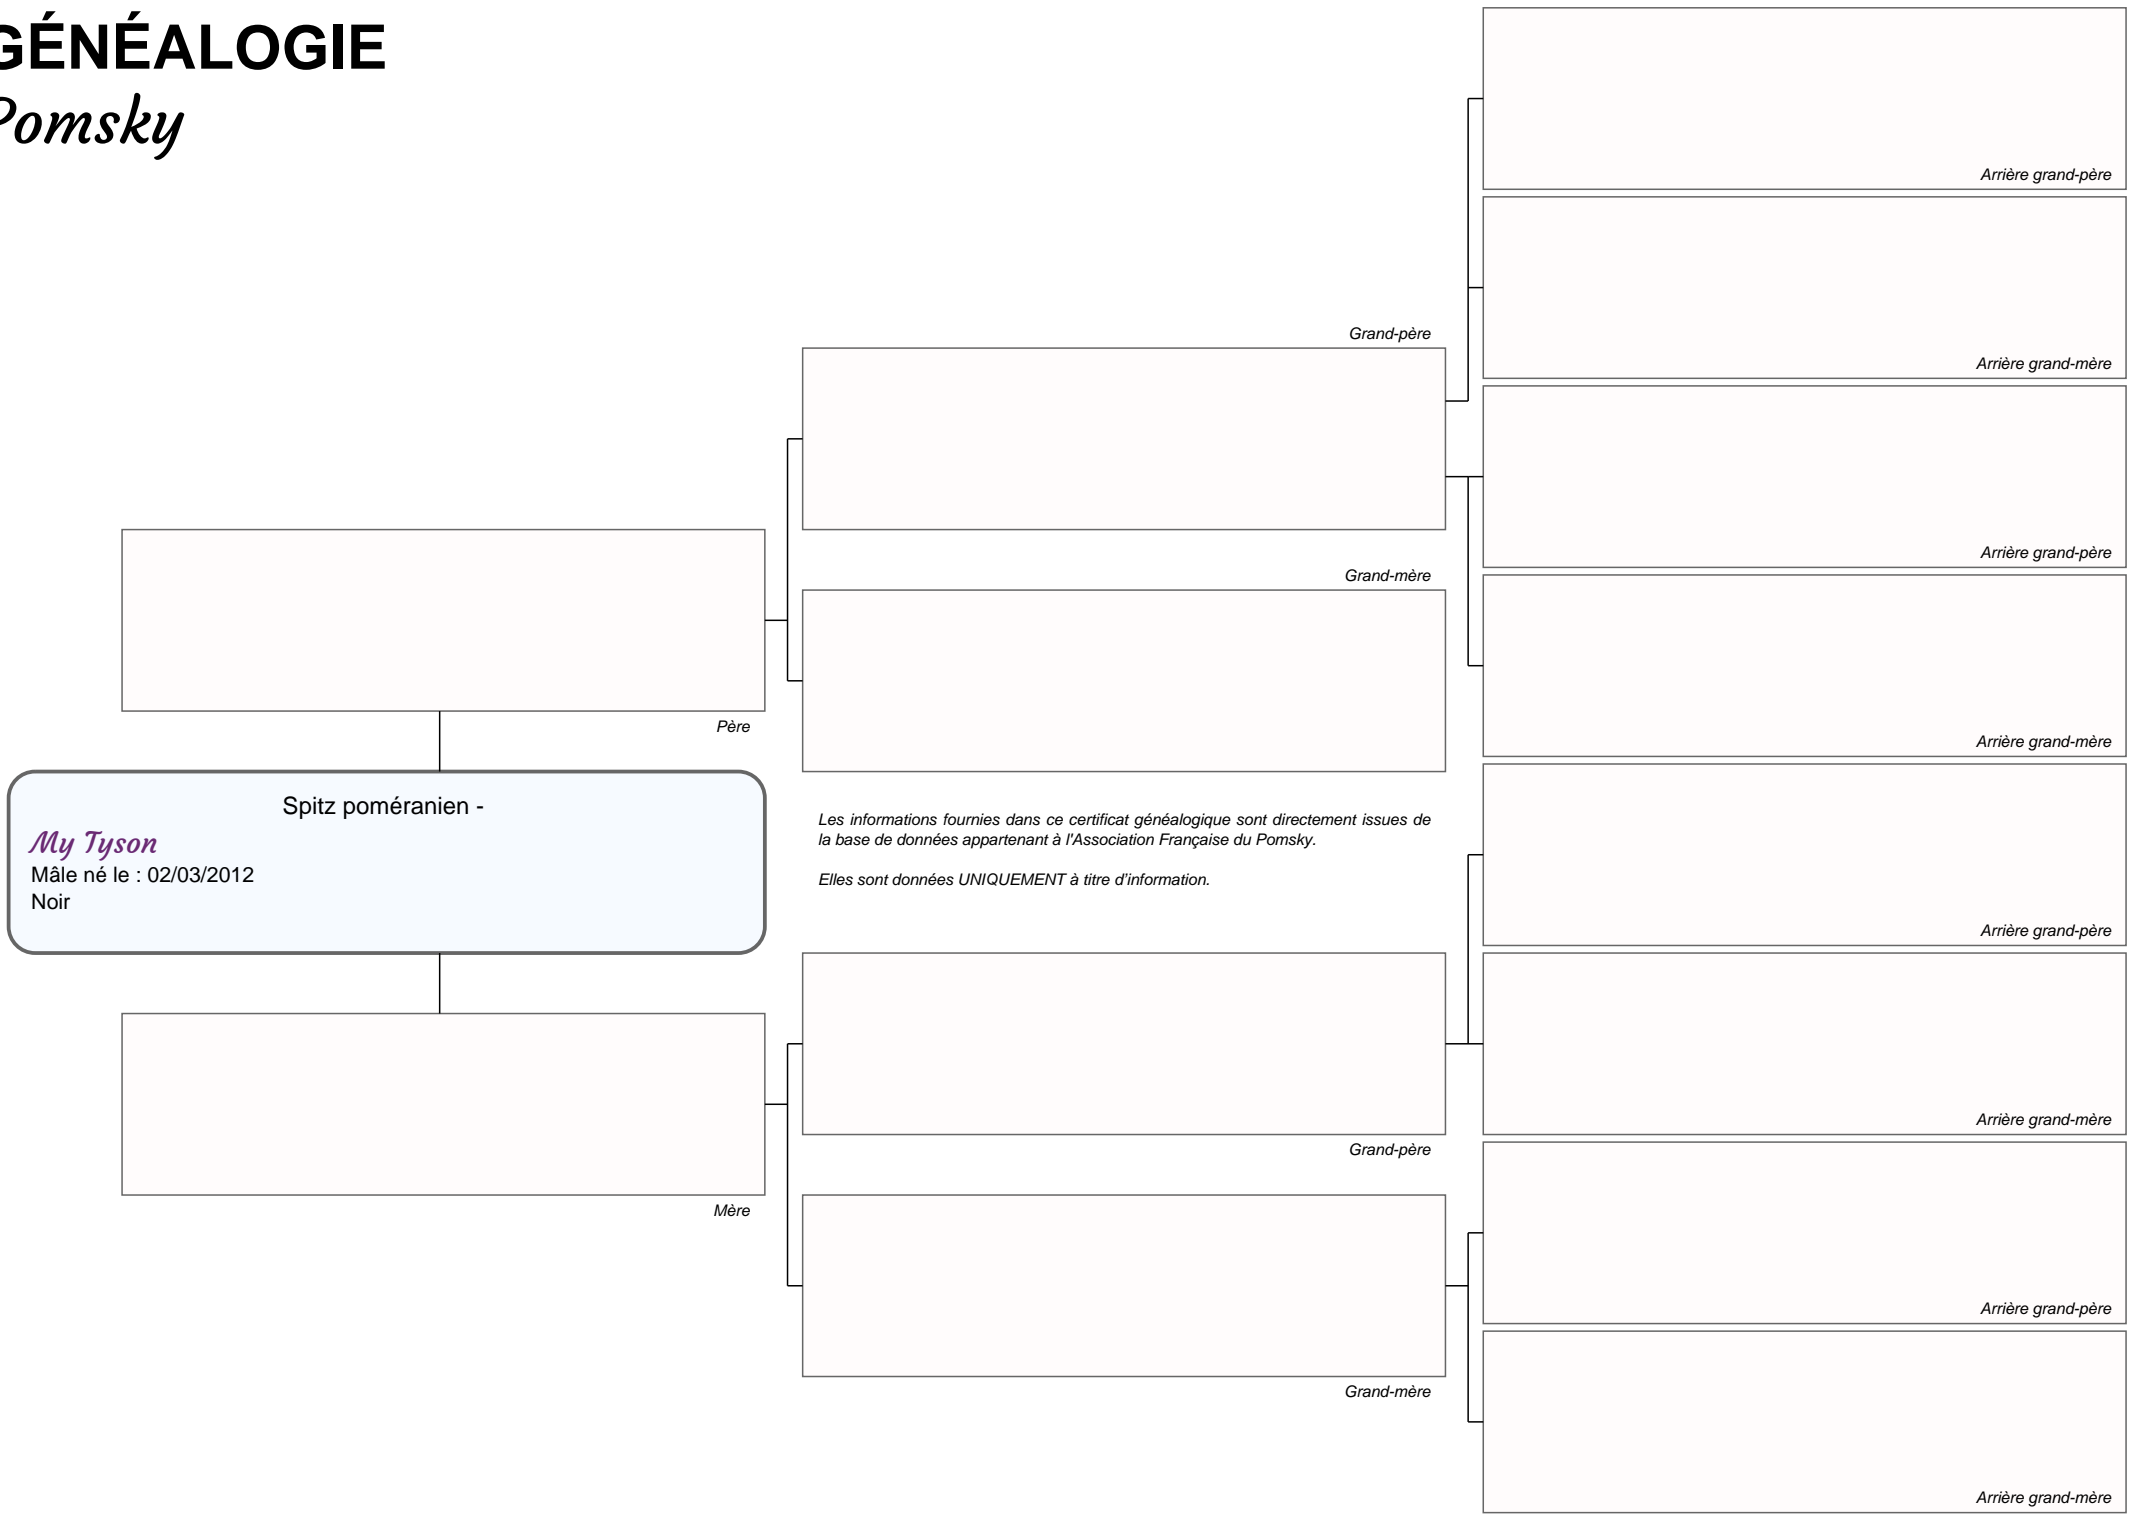 GÉNÉALOGIE
Pomsky
Arrière grand-père
Arrière grand-mère
Grand-père
Arrière grand-père
Grand-mère
Arrière grand-mère
Père
Spitz poméranien -
My Tyson
Mâle né le : 02/03/2012
Noir
Les informations fournies dans ce certificat généalogique sont directement issues de
la base de données appartenant à l'Association Française du Pomsky.
Elles sont données UNIQUEMENT à titre d’information.
Arrière grand-père
Arrière grand-mère
Grand-père
Mère
Arrière grand-père
Grand-mère
Arrière grand-mère